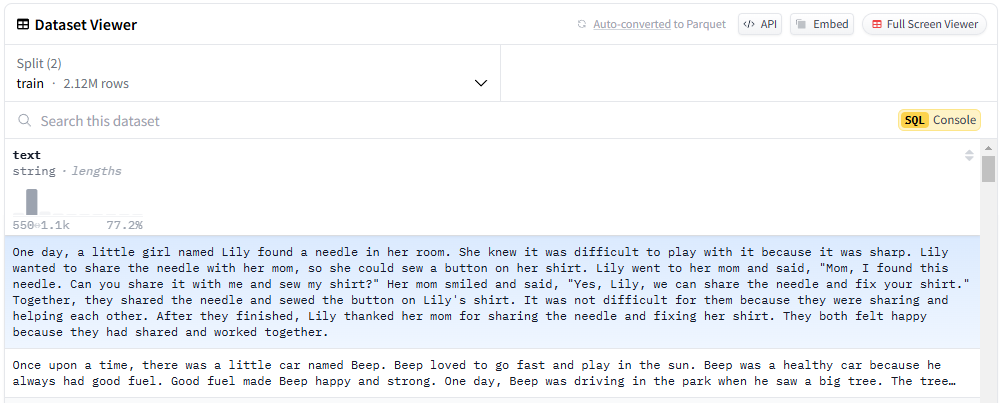 Dataset Viewer
Auto-converted to Parquet
API
Embed
Full Screen Viewer
Split (2)
train · 2.12M rows
Search this dataset
SQL Console
text
string · lengths
550↔1.1k 77.2%
One day, a little girl named Lily found a needle in her room. She knew it was difficult to play with it because it was sharp. Lily
wanted to share the needle with her mom, so she could sew a button on her shirt. Lily went to her mom and said, "Mom, I found this
needle. Can you share it with me and sew my shirt?" Her mom smiled and said, "Yes, Lily, we can share the needle and fix your shirt."
Together, they shared the needle and sewed the button on Lily's shirt. It was not difficult for them because they were sharing and
helping each other. After they finished, Lily thanked her mom for sharing the needle and fixing her shirt. They both felt happy
because they had shared and worked together.
Once upon a time, there was a little car named Beep. Beep loved to go fast and play in the sun. Beep was a healthy car because he
always had good fuel. Good fuel made Beep happy and strong. One day, Beep was driving in the park when he saw a big tree. The tree…